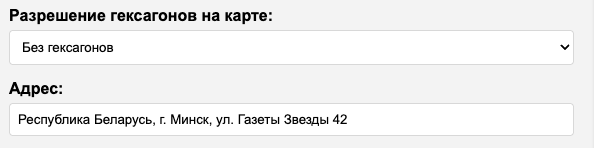 Разрешение гексагонов на карте:
Без гексагонов
Адрес:
Республика Беларусь, г. Минск, ул. Газеты Звезды 42